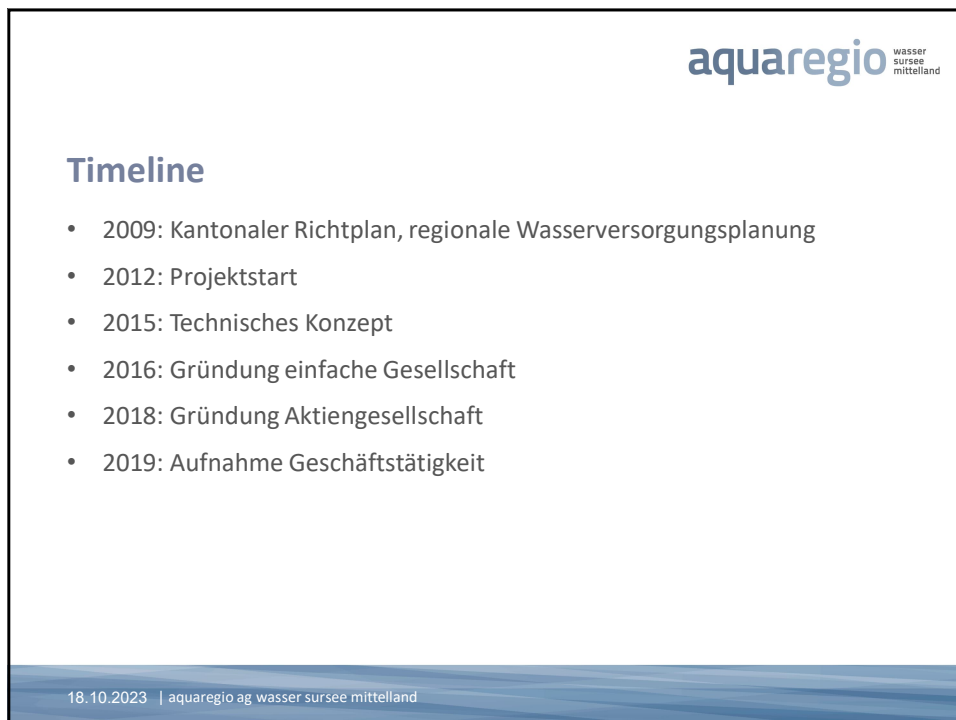 aquaregio wasser
sursee
mittelland
Timeline
• 2009: Kantonaler Richtplan, regionale Wasserversorgungsplanung
• 2012: Projektstart
• 2015: Technisches Konzept
• 2016: Gründung einfache Gesellschaft
• 2018: Gründung Aktiengesellschaft
• 2019: Aufnahme Geschäftstätigkeit
18.10.2023 | aquaregio ag wasser sursee mittelland